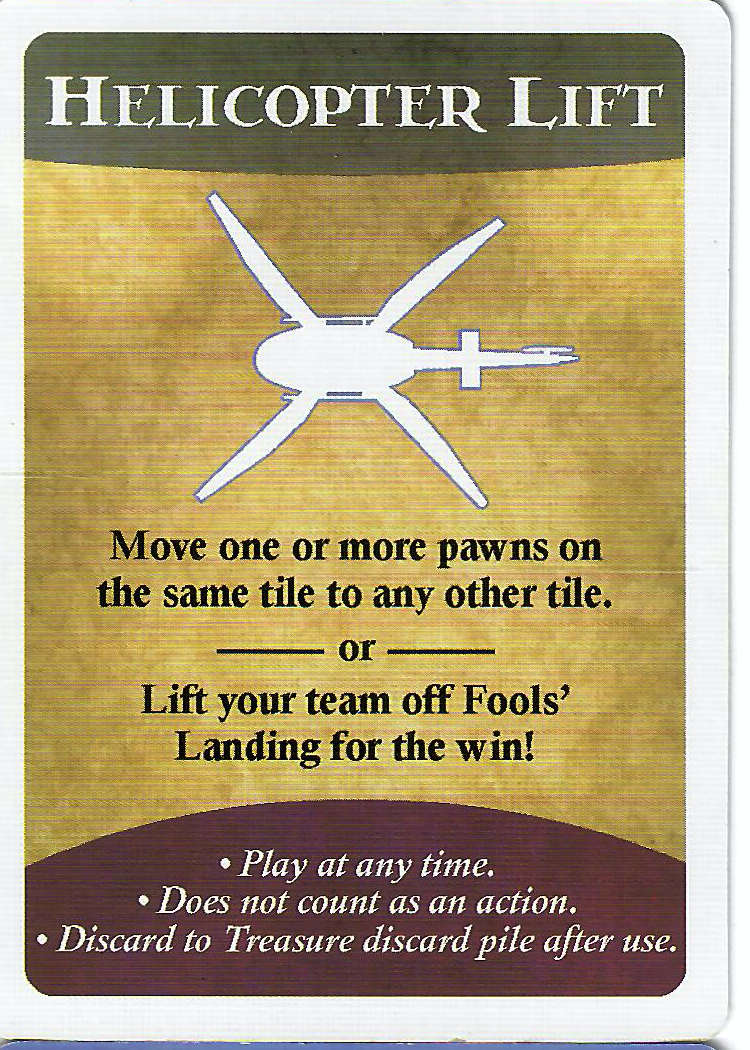 HELICOPTER LIFT
Move one or more pawns on
the same tile to any other tile.
or
Lift your team off Fools’
Landing for the win!
• Play at any time.
• Does not count as an action.
• Discard to Treasure discard pile after use.